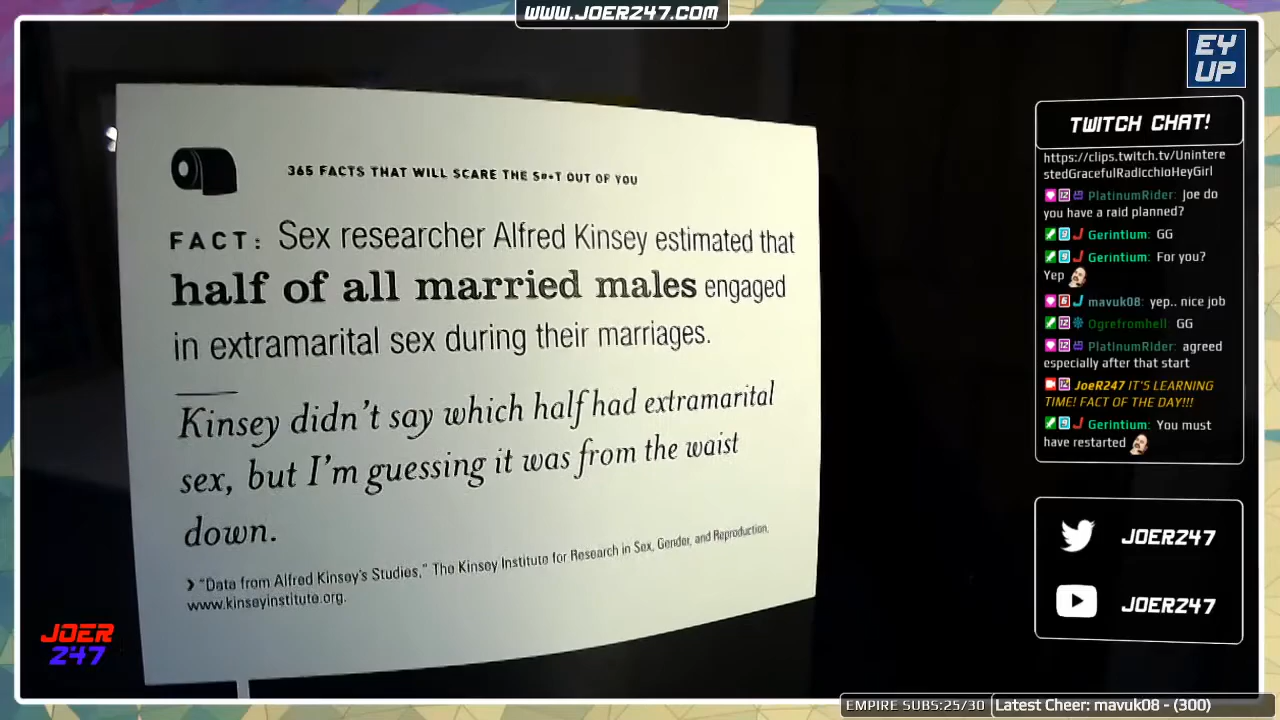 WWW.JOER247.COM
EY
UP
365 FACTS THAT WILL SCARE THE S#*T OUT OF YOU
FACT: Sex researcher Alfred Kinsey estimated that
half of all married males engaged
in extramarital sex during their marriages.
Kinsey didn't say which half had extramarital
sex, but I'm guessing it was from the waist
down.
› "Data from Alfred Kinsey's Studies," The Kinsey Institute for Research in Sex, Gender, and Reproduction,
www.kinseyinstitute.org.
JOER
247
TWITCH CHAT!
https://clips.twitch.tv/Unintere
stedGracefulRadicchioHeyGirl
PlatinumRider: Joe do
you have a raid planned?
Gerintium: GG
Gerintium: For you?
Yep
mavuk08: yep.. nice job
Ogrefromhell: GG
PlatinumRider: agreed
especially after that start
JoeR247 IT'S LEARNING
TIME! FACT OF THE DAY!!!
Gerintium: You must
have restarted
JOER247
JOER247
EMPIRE SUBS:25/30 Latest Cheer: mavuk08 - (300)